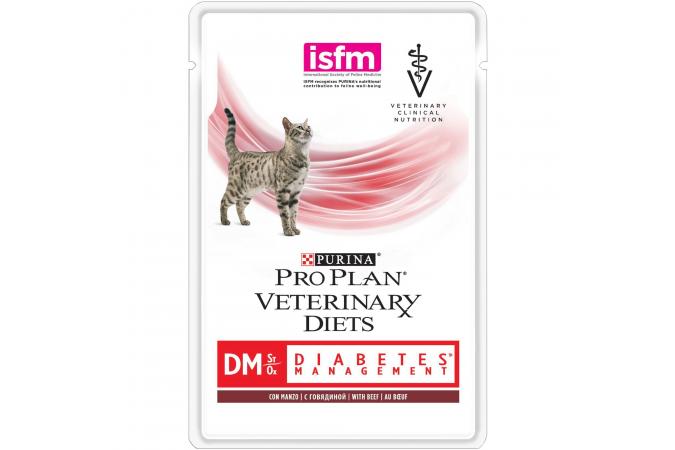 isfm
International Society of Feline Medicine
ISFM recognises PURINA's nutritional
contribution to feline well-being
V
VETERINARY
CLINICAL
NUTRITION
PURINA®
PRO PLAN®
VETERINARY
DIETS
DM St/Ox
DIABETES®
MANAGEMENT
CON MANZO | С ГОВЯДИНОЙ | WITH BEEF | AU BŒUF